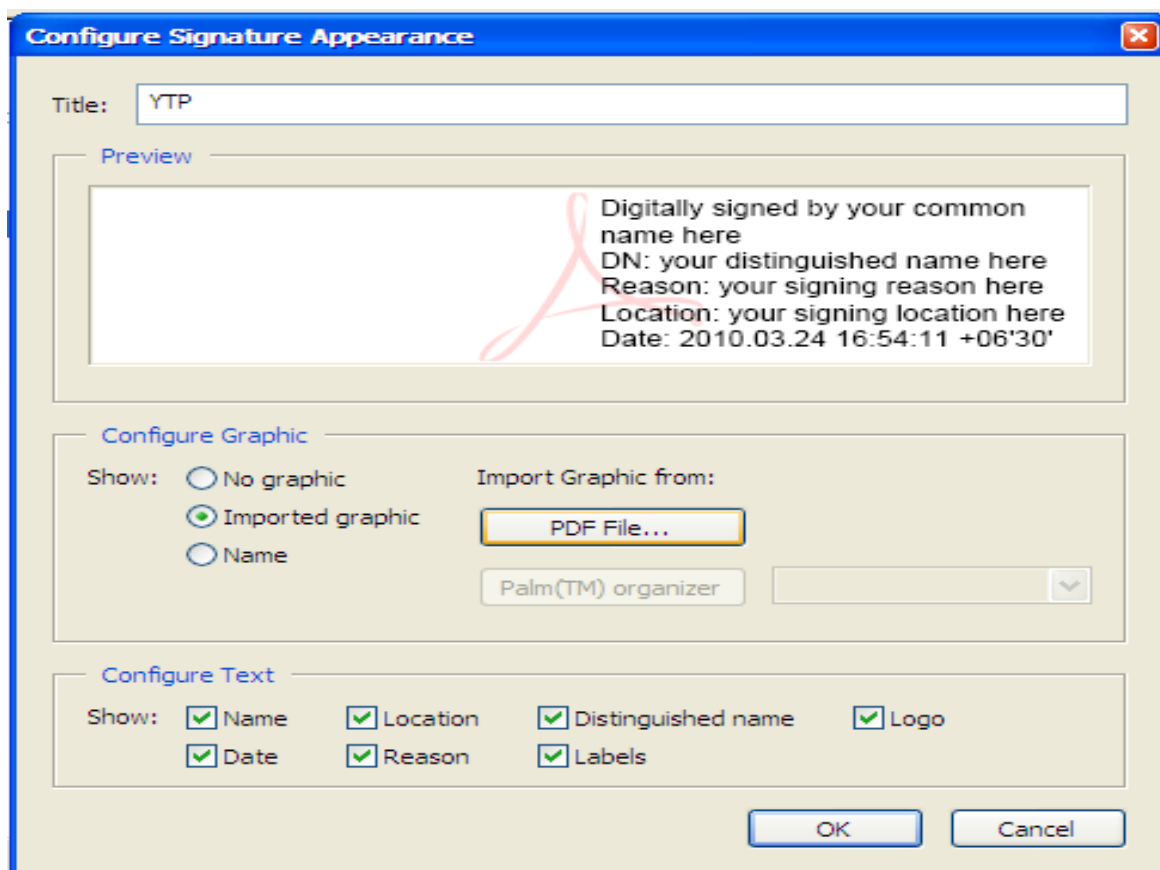 Configure Signature Appearance
Title: YTP
Preview
Digitally signed by your common
name here
DN: your distinguished name here
Reason: your signing reason here
Location: your signing location here
Date: 2010.03.24 16:54:11 +06'30'
Configure Graphic
Show: No graphic Import Graphic from:
Imported graphic PDF File...
Name
Palm(TM) organizer
Configure Text
Show: Name Location Distinguished name Logo
Date Reason Labels
OK Cancel